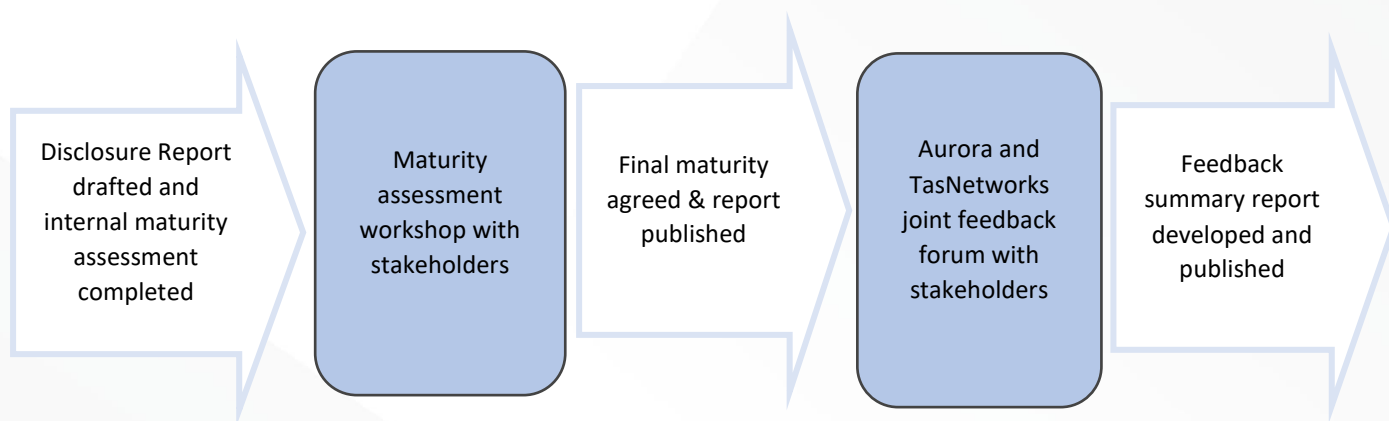 Disclosure Report
drafted and
internal maturity
assessment
completed
Maturity
assessment
workshop with
stakeholders
Final maturity
agreed & report
published
Aurora and
TasNetworks
joint feedback
forum with
stakeholders
Feedback
summary report
developed and
published